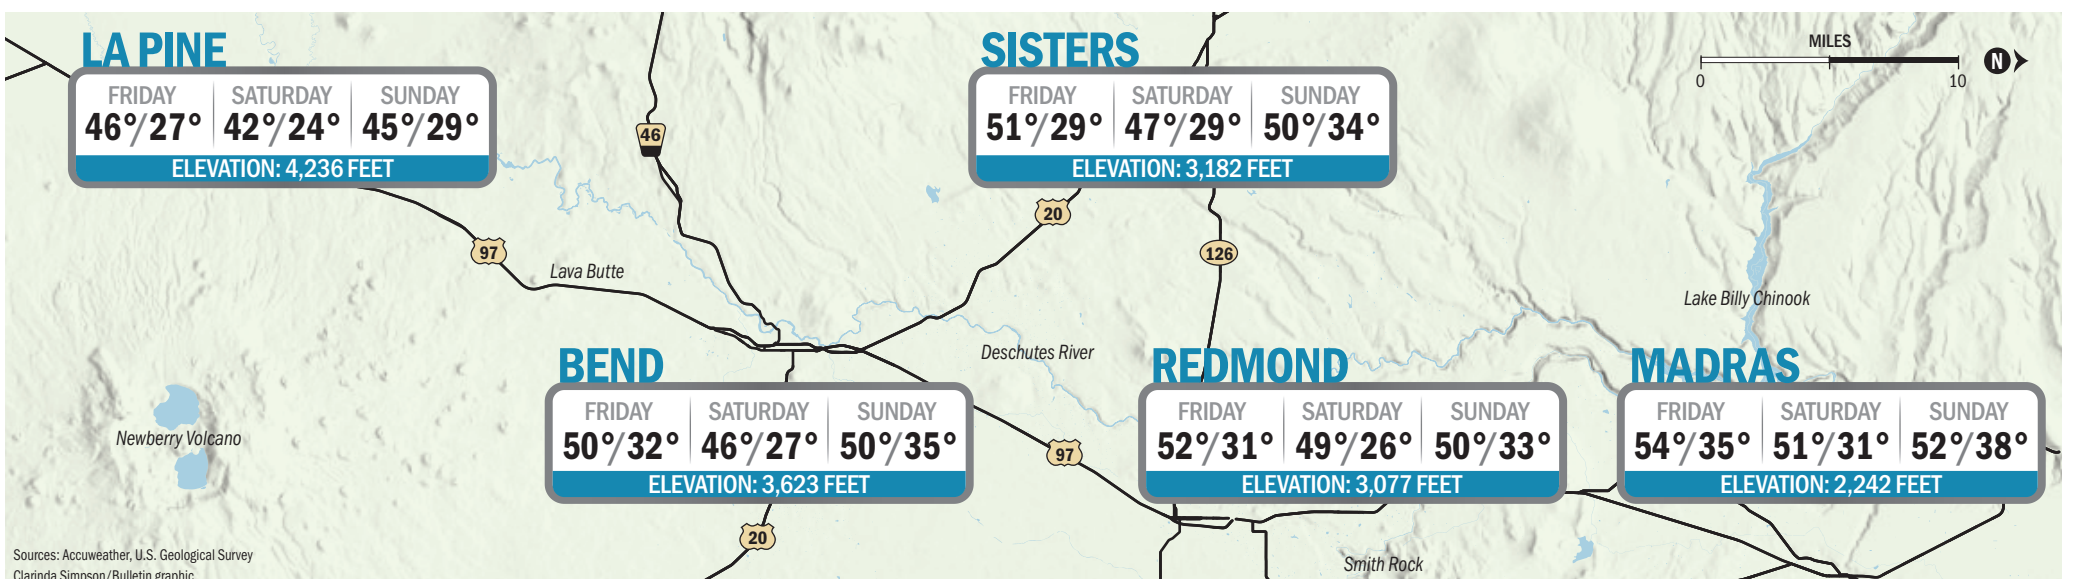 LA PINE
FRIDAY SATURDAY SUNDAY
46°/27° 42°/24° 45°/29°
ELEVATION: 4,236 FEET
SISTERS
FRIDAY SATURDAY SUNDAY
51°/29° 47°/29° 50°/34°
ELEVATION: 3,182 FEET
MILES
0 10
N
46
20
97
126
Lava Butte
Lake Billy Chinook
Deschutes River
BEND
FRIDAY SATURDAY SUNDAY
50°/32° 46°/27° 50°/35°
ELEVATION: 3,623 FEET
REDMOND
FRIDAY SATURDAY SUNDAY
52°/31° 49°/26° 50°/33°
ELEVATION: 3,077 FEET
MADRAS
FRIDAY SATURDAY SUNDAY
54°/35° 51°/31° 52°/38°
ELEVATION: 2,242 FEET
Newberry Volcano
97
20
Smith Rock
Sources: Accuweather, U.S. Geological Survey
Clarinda Simpson/Bulletin graphic